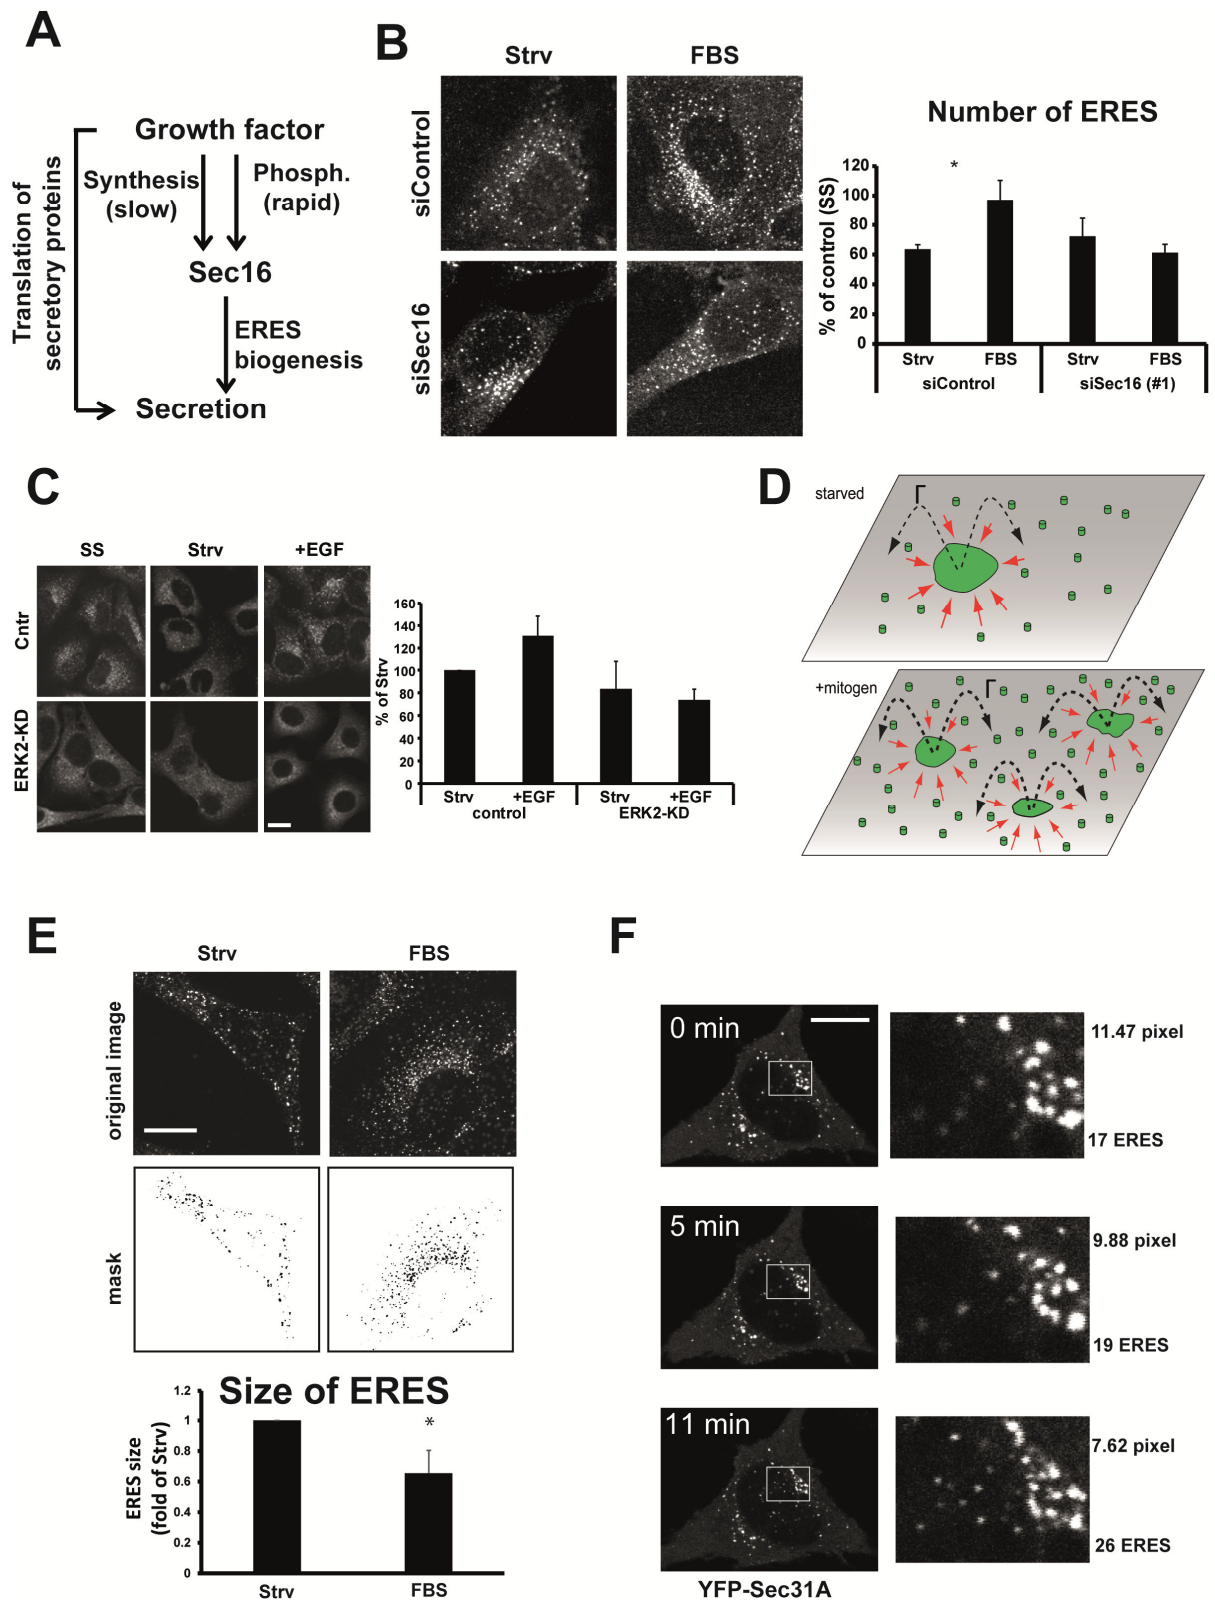 A
Growth factor
Synthesis
(slow)
Phosph.
(rapid)
Sec16
ERES
biogenesis
Secretion
Translation of
secretory proteins
B
Strv
FBS
siControl
siSec16
Number of ERES
% of control (SS)
120
100
80
60
40
20
0
*
Strv
FBS
Strv
FBS
siControl
siSec16 (#1)
C
SS
Strv
+EGF
Cntr
ERK2-KD
% of Strv
160
140
120
100
80
60
40
20
0
Strv
+EGF
Strv
+EGF
control
ERK2-KD
D
starved
Γ
+mitogen
Γ
E
Strv
FBS
original image
mask
Size of ERES
ERES size
(fold of Strv)
1.2
1
0.8
0.6
0.4
0.2
0
*
Strv
FBS
F
0 min
11.47 pixel
17 ERES
5 min
9.88 pixel
19 ERES
11 min
7.62 pixel
26 ERES
YFP-Sec31A